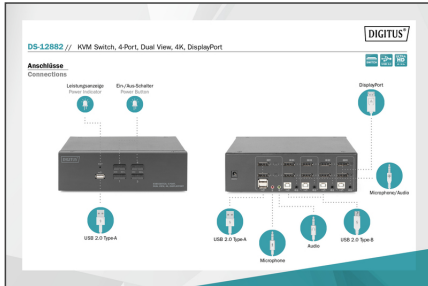 DIGITUS®
DS-12882 // KVM Switch, 4-Port, Dual View, 4K, DisplayPort
Anschlüsse
Connections
Leistungsanzeige
Power Indicator
Ein-/Aus-Schalter
Power Button
DisplayPort
DIGITUS
Microphone/Audio
USB 2.0 Type-A
USB 2.0 Type-A
Microphone
Audio
USB 2.0 Type-B